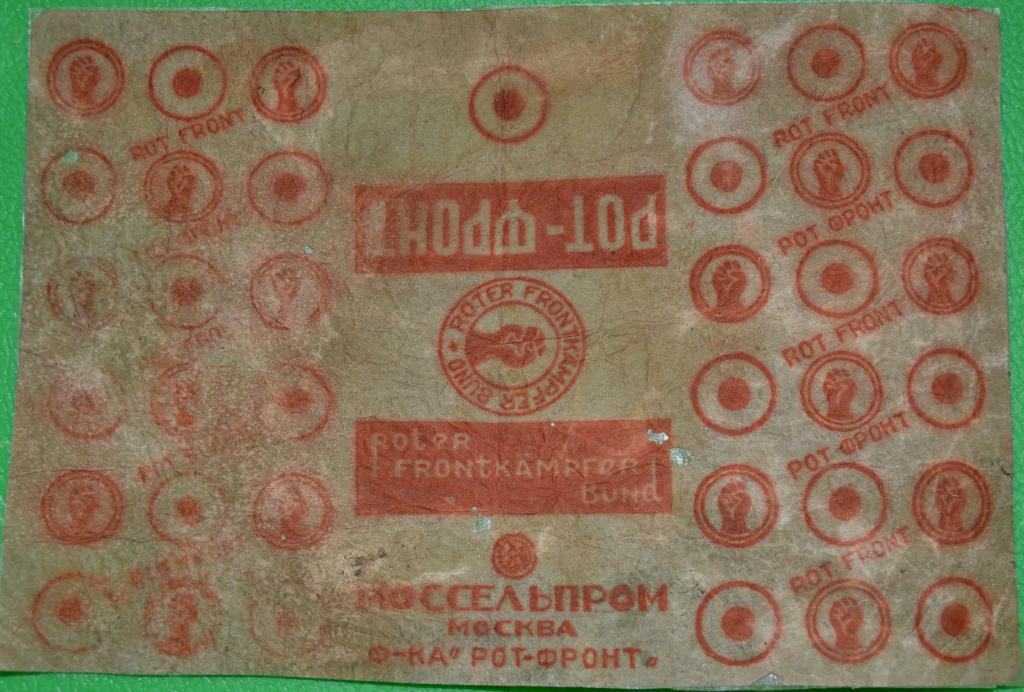 ROT FRONT
РОТ-ФРОНТ
ROTER FRONTKÄMPFER BUND
ROTER
FRONTKÄMPFER
BUND
МОССЕЛЬПРОМ
МОСКВА
Ф-КА "РОТ-ФРОНТ"
ROT FRONT
РОТ ФРОНТ
ROT FRONT
РОТ ФРОНТ
ROT FRONT